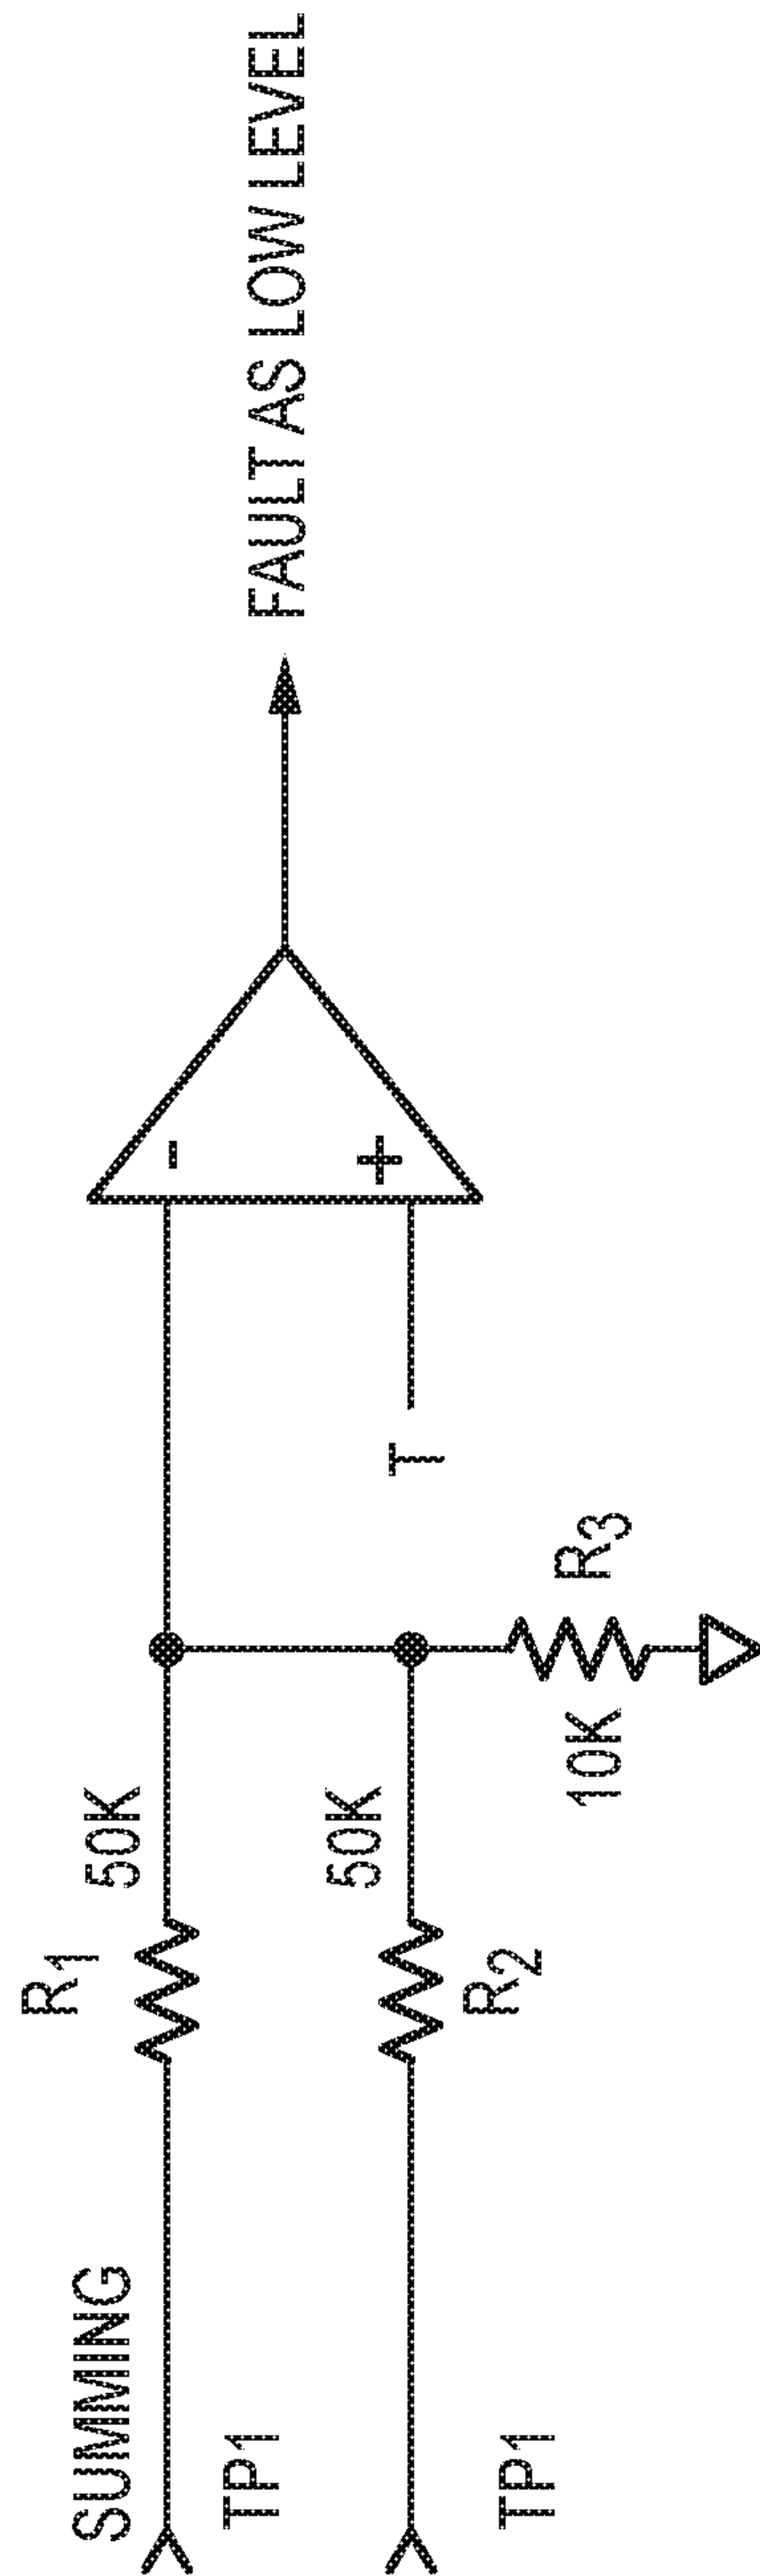 SUMMING
R1
50K
TP1
50K
R2
TP1
10K
R3
T
-
+
FAULT AS LOW LEVEL